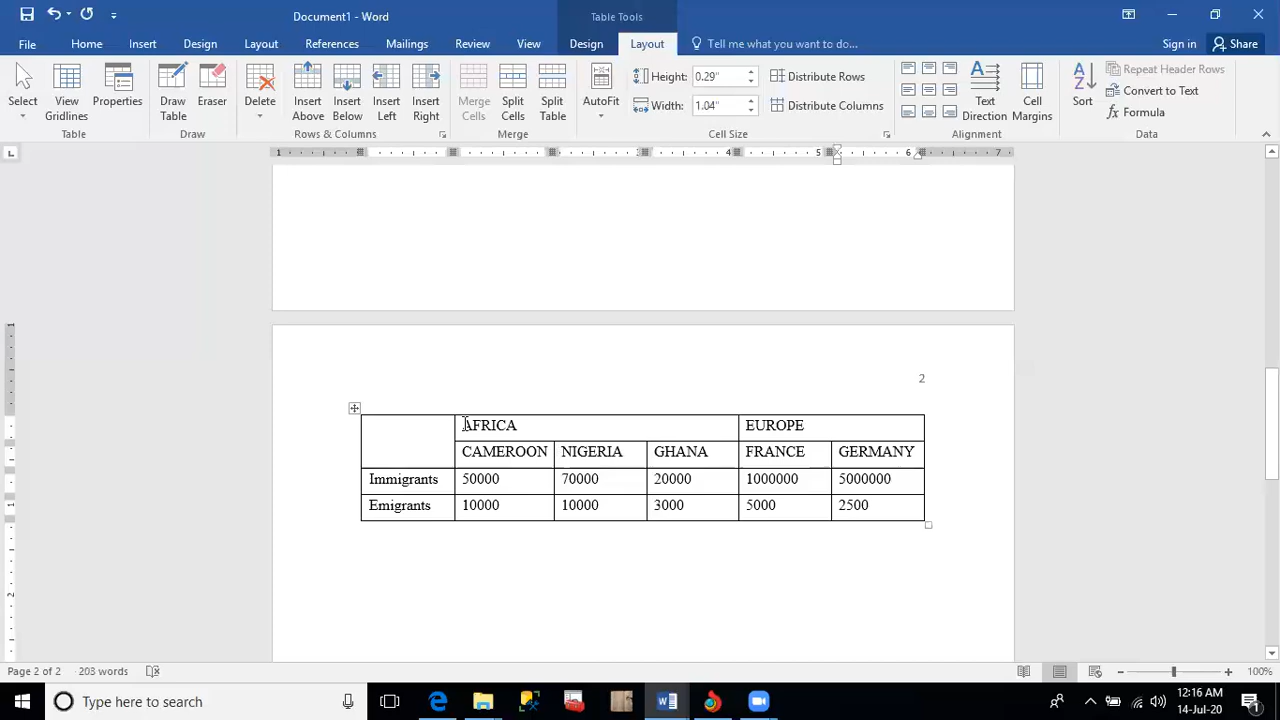 Document1 - Word
Table Tools
File Home Insert Design Layout References Mailings Review View Design Layout Tell me what you want to do... Sign in Share
Select
View Gridlines
Properties
Table
Draw Table
Eraser
Draw
Delete
Insert Above
Insert Below
Insert Left
Insert Right
Rows & Columns
Merge Cells
Split Cells
Split Table
Merge
AutoFit
Height: 0.29"
Width: 1.04"
Distribute Rows
Distribute Columns
Cell Size
Text Direction
Cell Margins
Alignment
Sort
Repeat Header Rows
Convert to Text
Formula
Data
2
AFRICA EUROPE
CAMEROON NIGERIA GHANA FRANCE GERMANY
Immigrants 50000 70000 20000 1000000 5000000
Emigrants 10000 10000 3000 5000 2500
Page 2 of 2 203 words 100%
Type here to search
12:16 AM
14-Jul-20